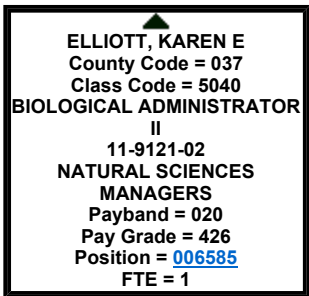 ELLIOTT, KAREN E
County Code = 037
Class Code = 5040
BIOLOGICAL ADMINISTRATOR
II
11-9121-02
NATURAL SCIENCES
MANAGERS
Payband = 020
Pay Grade = 426
Position = 006585
FTE = 1